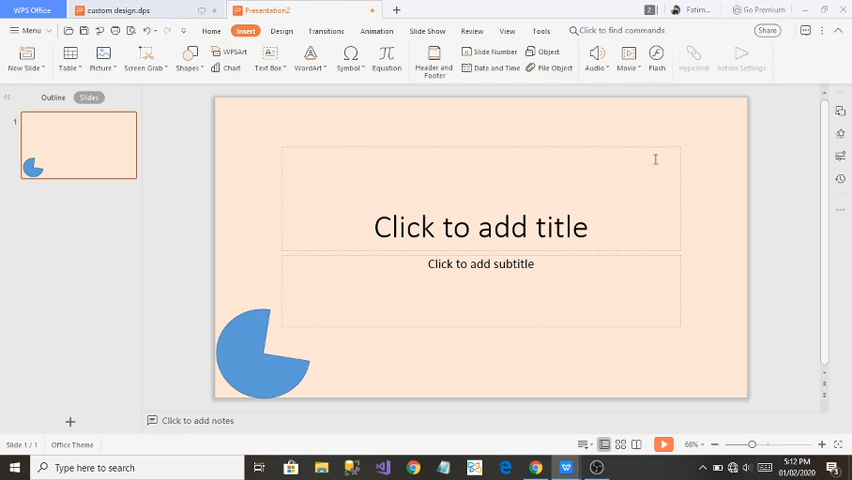 WPS Office
custom design.dps
Presentation2
+
2
Fatim...
Go Premium
Menu
Home
Insert
Design
Transitions
Animation
Slide Show
Review
View
Tools
Click to find commands
Share
New Slide
Table
Picture
Screen Grab
Shapes
WPSArt
Chart
Text Box
WordArt
Symbol
Equation
Header and
Footer
Slide Number
Date and Time
Object
File Object
Audio
Movie
Flash
Hyperlink
Action Settings
Outline
Slides
1
Click to add title
Click to add subtitle
Click to add notes
Slide 1 / 1
Office Theme
66%
Type here to search
5:12 PM
01/02/2020
3